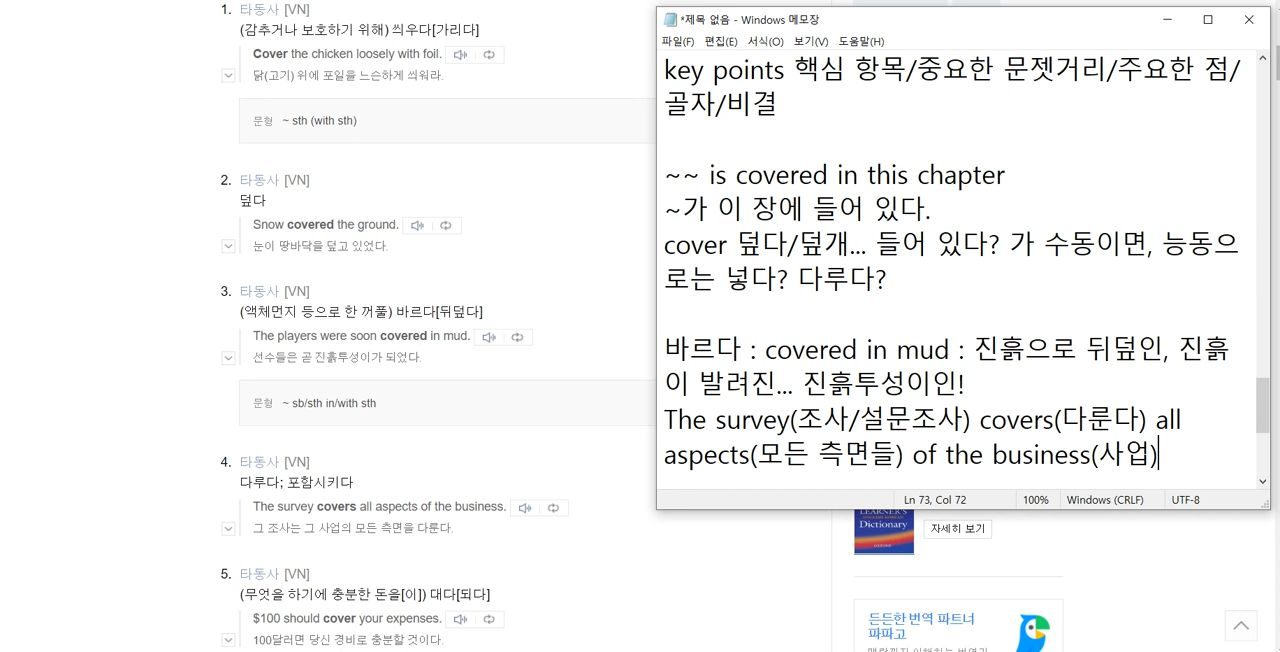 1. 타동사 [VN]
(감추거나 보호하기 위해) 씌우다[가리다]
Cover the chicken loosely with foil.
닭(고기) 위에 포일을 느슨하게 씌워라.
문형 ~ sth (with sth)
2. 타동사 [VN]
덮다
Snow covered the ground.
눈이 땅바닥을 덮고 있었다.
3. 타동사 [VN]
(액체먼지 등으로 한 꺼풀) 바르다[뒤덮다]
The players were soon covered in mud.
선수들은 곧 진흙투성이가 되었다.
문형 ~ sb/sth in/with sth
4. 타동사 [VN]
다루다; 포함시키다
The survey covers all aspects of the business.
그 조사는 그 사업의 모든 측면을 다룬다.
5. 타동사 [VN]
(무엇을 하기에 충분한 돈을[이]) 대다[되다]
$100 should cover your expenses.
100달러면 당신 경비로 충분할 것이다.
*제목 없음 - Windows 메모장
파일(F) 편집(E) 서식(O) 보기(V) 도움말(H)
key points 핵심 항목/중요한 문젯거리/주요한 점/
골자/비결
~~ is covered in this chapter
~가 이 장에 들어 있다.
cover 덮다/덮개... 들어 있다? 가 수동이면, 능동으
로는 넣다? 다루다?
바르다 : covered in mud : 진흙으로 뒤덮인, 진흙
이 발려진... 진흙투성이인!
The survey(조사/설문조사) covers(다룬다) all
aspects(모든 측면들) of the business(사업)
Ln 73, Col 72 100% Windows (CRLF) UTF-8
LEARNER'S
Dictionary
자세히 보기
든든한 번역 파트너
파파고